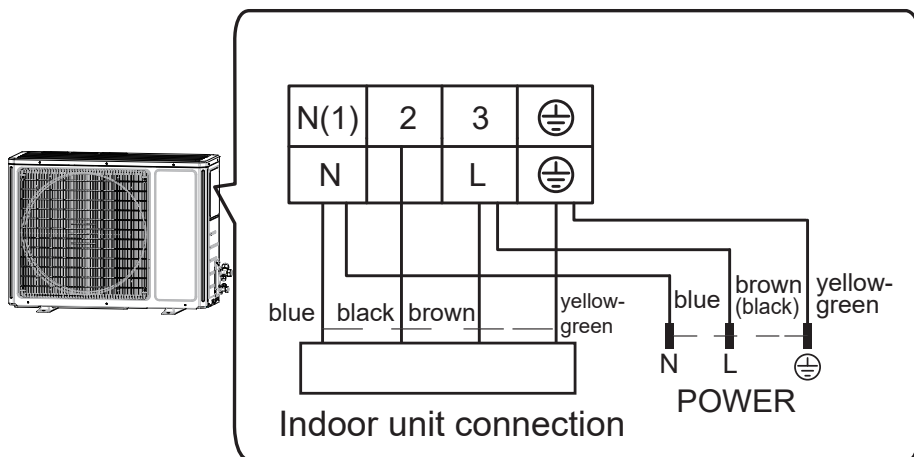 N(1) 2 3
N L
blue black brown yellow-
green
blue brown
(black) yellow-
green
N L
Indoor unit connection
POWER